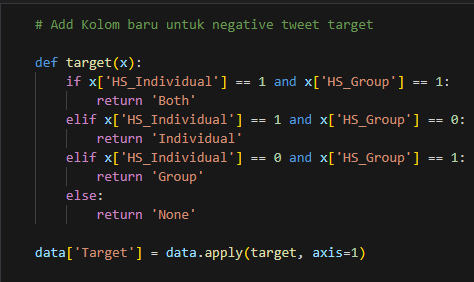 # Add Kolom baru untuk negative tweet target
def target(x):
    if x['HS_Individual'] == 1 and x['HS_Group'] == 1:
        return 'Both'
    elif x['HS_Individual'] == 1 and x['HS_Group'] == 0:
        return 'Individual'
    elif x['HS_Individual'] == 0 and x['HS_Group'] == 1:
        return 'Group'
    else:
        return 'None'
data['Target'] = data.apply(target, axis=1)